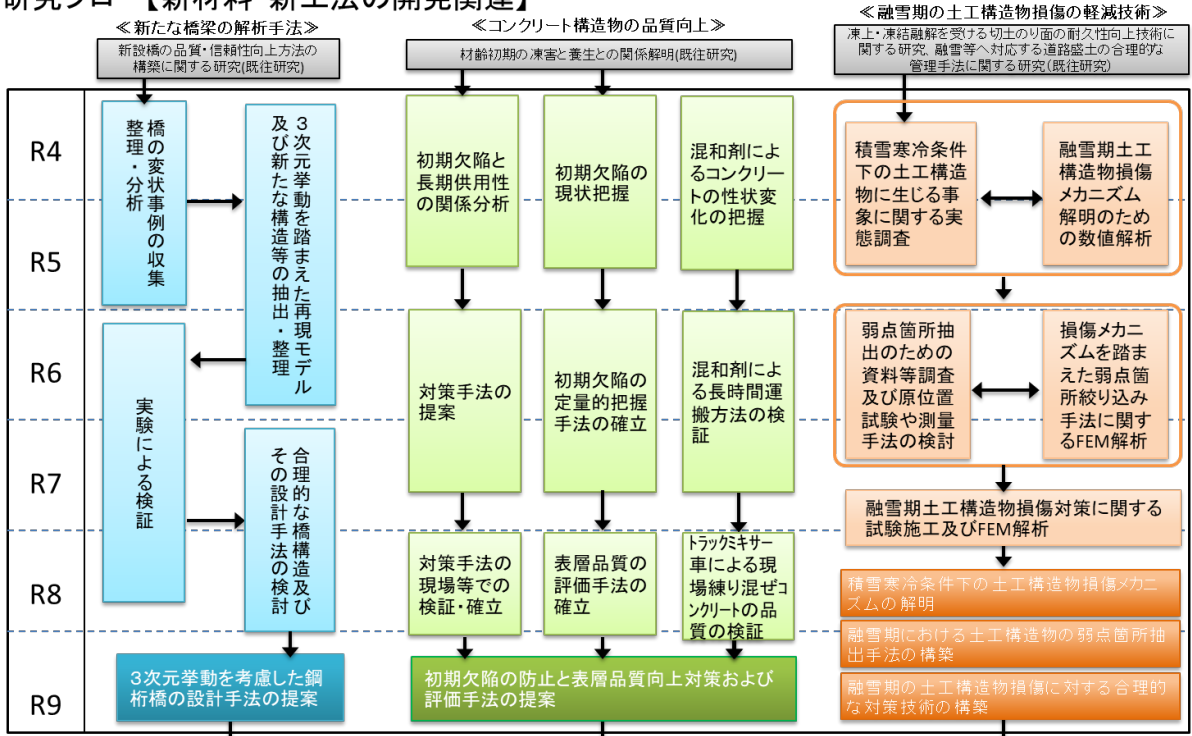 研究フロー【新材料・新工法の開発関連】
≪新たな橋梁の解析手法≫
新設橋の品質・信頼性向上方法の
構築に関する研究(既往研究)
≪コンクリート構造物の品質向上≫
材齢初期の凍害と養生との関係解明(既往研究)
≪融雪期の土工構造物損傷の軽減技術≫
凍上・凍結融解を受ける切土のり面の耐久性向上技術に
関する研究、融雪等へ対応する道路盛土の合理的な
管理手法に関する研究(既往研究)
R4
R5
R6
R7
R8
R9
橋の変状事例の収集
整理・分析
3次元挙動を踏まえた再現モデル
及び新たな構造等の抽出・整理
実験による検証
合理的な橋構造及び
その設計手法の検討
3次元挙動を考慮した鋼
桁橋の設計手法の提案
初期欠陥と
長期供用性
の関係分析
初期欠陥の
現状把握
混和剤によ
るコンクリー
トの性状変
化の把握
対策手法の
提案
初期欠陥の
定量的把握
手法の確立
混和剤によ
る長時間運
搬方法の検
証
対策手法の
現場等での
検証・確立
表層品質の
評価手法の
確立
トラックミキサー
車による現
場練り混ぜコ
ンクリートの品
質の検証
初期欠陥の防止と表層品質向上対策および
評価手法の提案
積雪寒冷条件
下の土工構造
物に生じる事
象に関する実
態調査
融雪期土工
構造物損傷
メカニズム
解明のため
の数値解析
弱点箇所抽
出のための
資料等調査
及び原位置
試験や測量
手法の検討
損傷メカニ
ズムを踏ま
えた弱点箇
所絞り込み
手法に関す
るFEM解析
融雪期土工構造物損傷対策に関する
試験施工及びFEM解析
積雪寒冷条件下の土工構造物損傷メカニ
ズムの解明
融雪期における土工構造物の弱点箇所抽
出手法の構築
融雪期の土工構造物損傷に対する合理的
な対策技術の構築